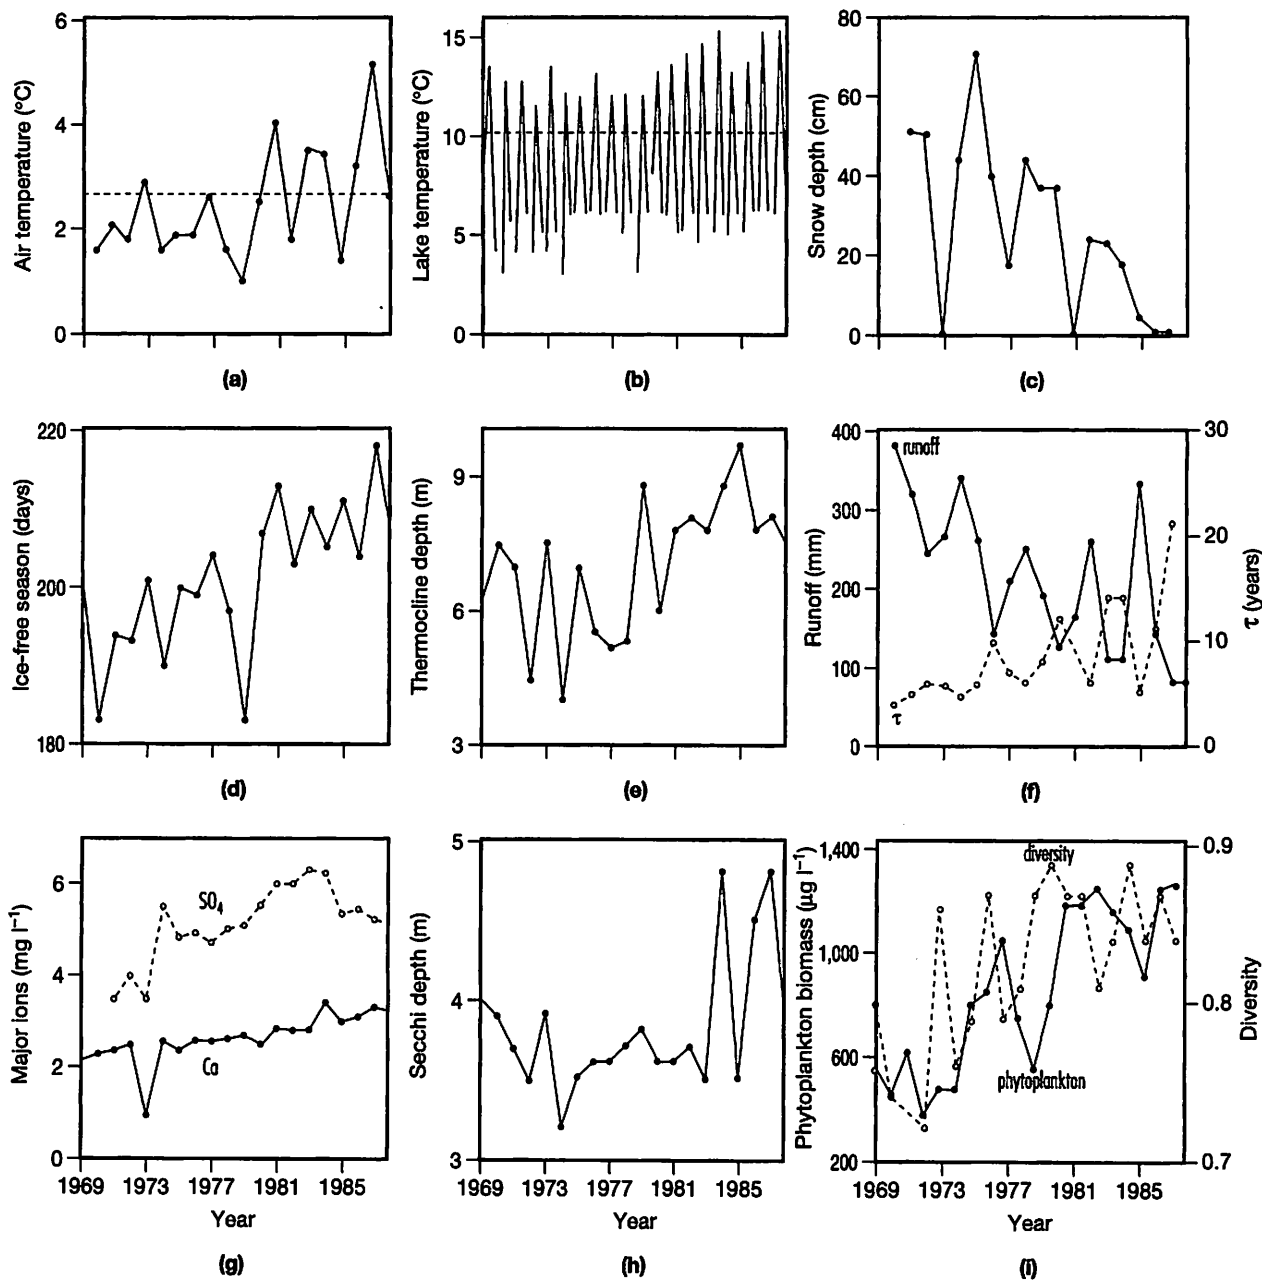 6
4
2
0
Air temperature (°C)
(a)
15
10
5
0
Lake temperature (°C)
(b)
80
60
40
20
0
Snow depth (cm)
(c)
220
200
180
Ice-free season (days)
(d)
9
6
3
Thermocline depth (m)
(e)
400
300
200
100
0
Runoff (mm)
runoff
τ
30
20
10
0
τ (years)
(f)
6
4
2
0
Major ions (mg l⁻¹)
SO₄
Ca
1969 1973 1977 1981 1985
Year
(g)
5
4
3
Secchi depth (m)
1969 1973 1977 1981 1985
Year
(h)
1,400
1,000
600
200
Phytoplankton biomass (µg l⁻¹)
diversity
phytoplankton
0.9
0.8
0.7
Diversity
1969 1973 1977 1981 1985
Year
(i)